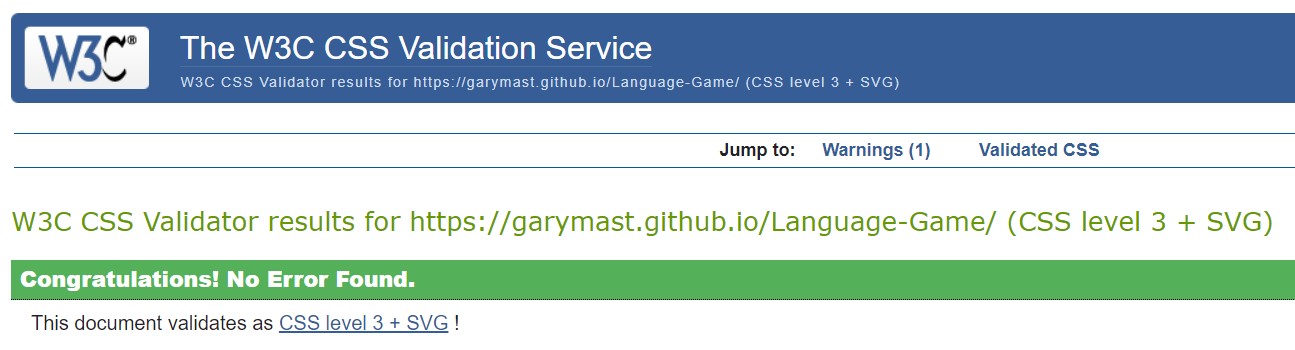 W3C®
The W3C CSS Validation Service
W3C CSS Validator results for https://garymast.github.io/Language-Game/ (CSS level 3 + SVG)
Jump to: Warnings (1) Validated CSS
W3C CSS Validator results for https://garymast.github.io/Language-Game/ (CSS level 3 + SVG)
Congratulations! No Error Found.
This document validates as CSS level 3 + SVG !